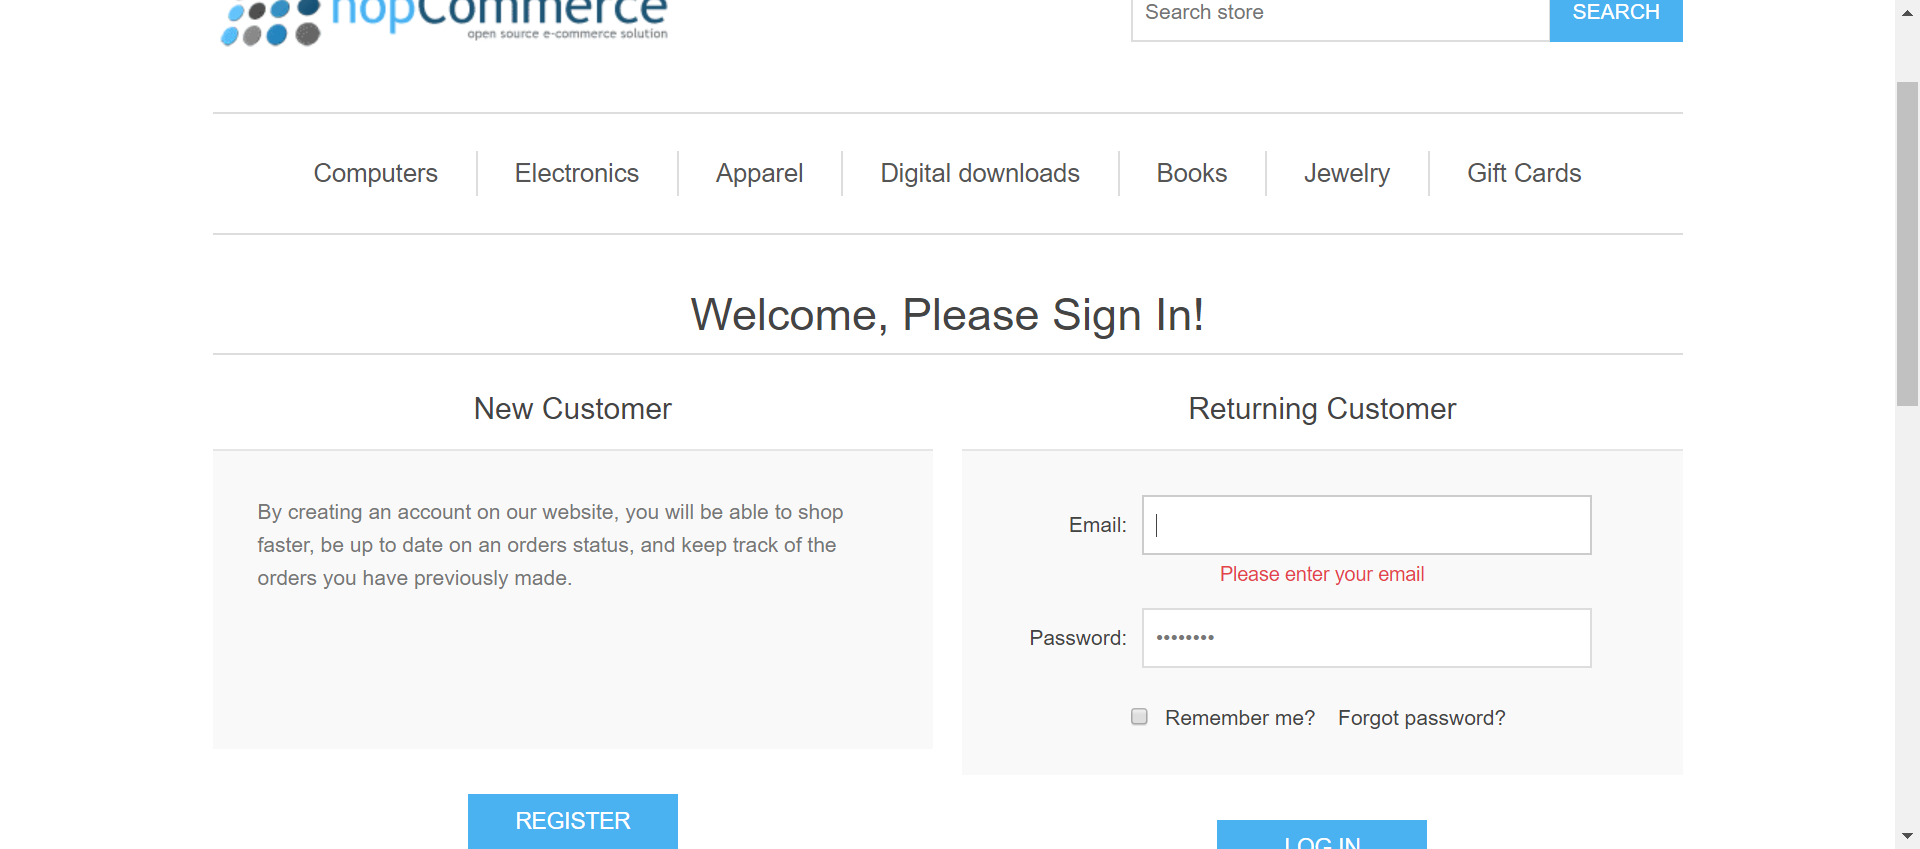 nopCommerce
open source e-commerce solution
Search store
SEARCH
Computers
Electronics
Apparel
Digital downloads
Books
Jewelry
Gift Cards
Welcome, Please Sign In!
New Customer
By creating an account on our website, you will be able to shop
faster, be up to date on an orders status, and keep track of the
orders you have previously made.
REGISTER
Returning Customer
Email:
Please enter your email
Password:
••••••••
Remember me?
Forgot password?
LOG IN